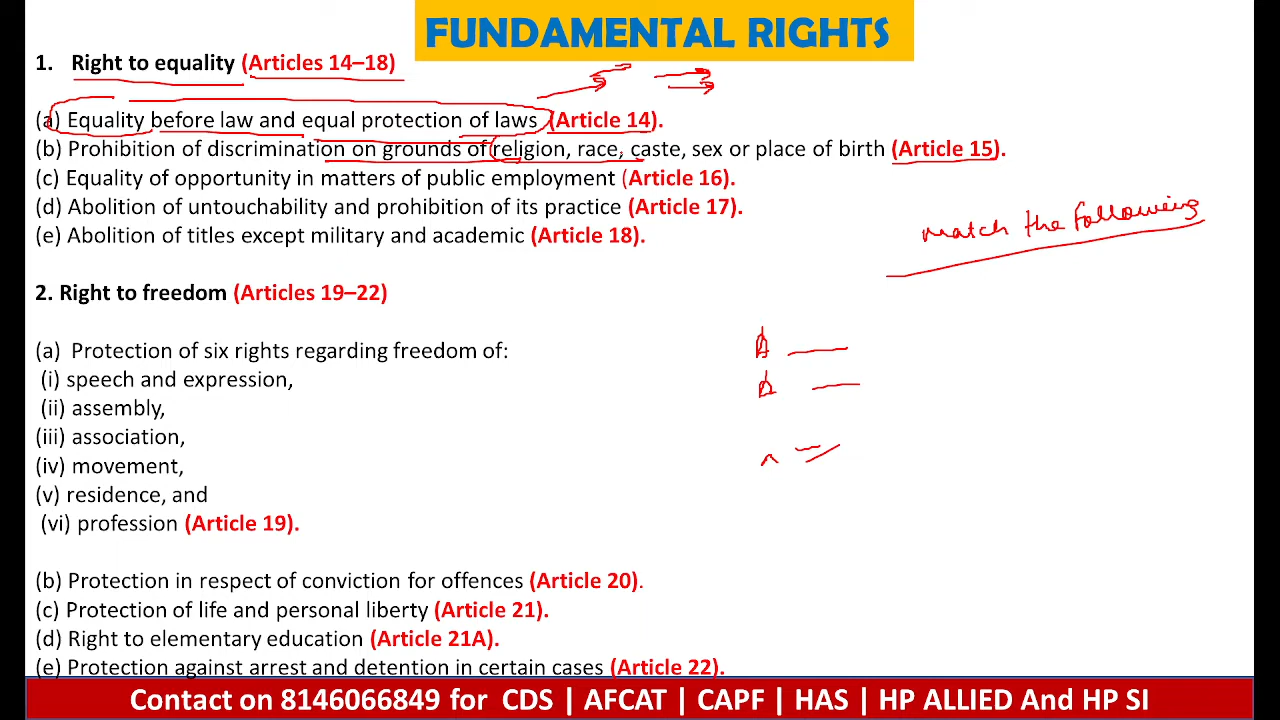 FUNDAMENTAL RIGHTS
1. Right to equality (Articles 14–18)
(a) Equality before law and equal protection of laws (Article 14).
(b) Prohibition of discrimination on grounds of religion, race, caste, sex or place of birth (Article 15).
(c) Equality of opportunity in matters of public employment (Article 16).
(d) Abolition of untouchability and prohibition of its practice (Article 17).
match the following
(e) Abolition of titles except military and academic (Article 18).
2. Right to freedom (Articles 19–22)
(a) Protection of six rights regarding freedom of:
(i) speech and expression,
(ii) assembly,
(iii) association,
(iv) movement,
(v) residence, and
(vi) profession (Article 19).
(b) Protection in respect of conviction for offences (Article 20).
(c) Protection of life and personal liberty (Article 21).
(d) Right to elementary education (Article 21A).
(e) Protection against arrest and detention in certain cases (Article 22).
Contact on 8146066849 for CDS | AFCAT | CAPF | HAS | HP ALLIED And HP SI